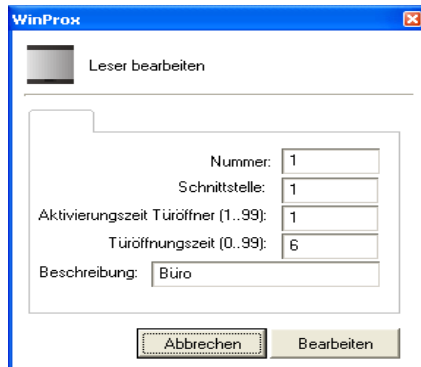 WinProx
Leser bearbeiten
Nummer: 1
Schnittstelle: 1
Aktivierungszeit Türöffner (1..99): 1
Türöffnungszeit (0..99): 6
Beschreibung: Büro
Abbrechen Bearbeiten